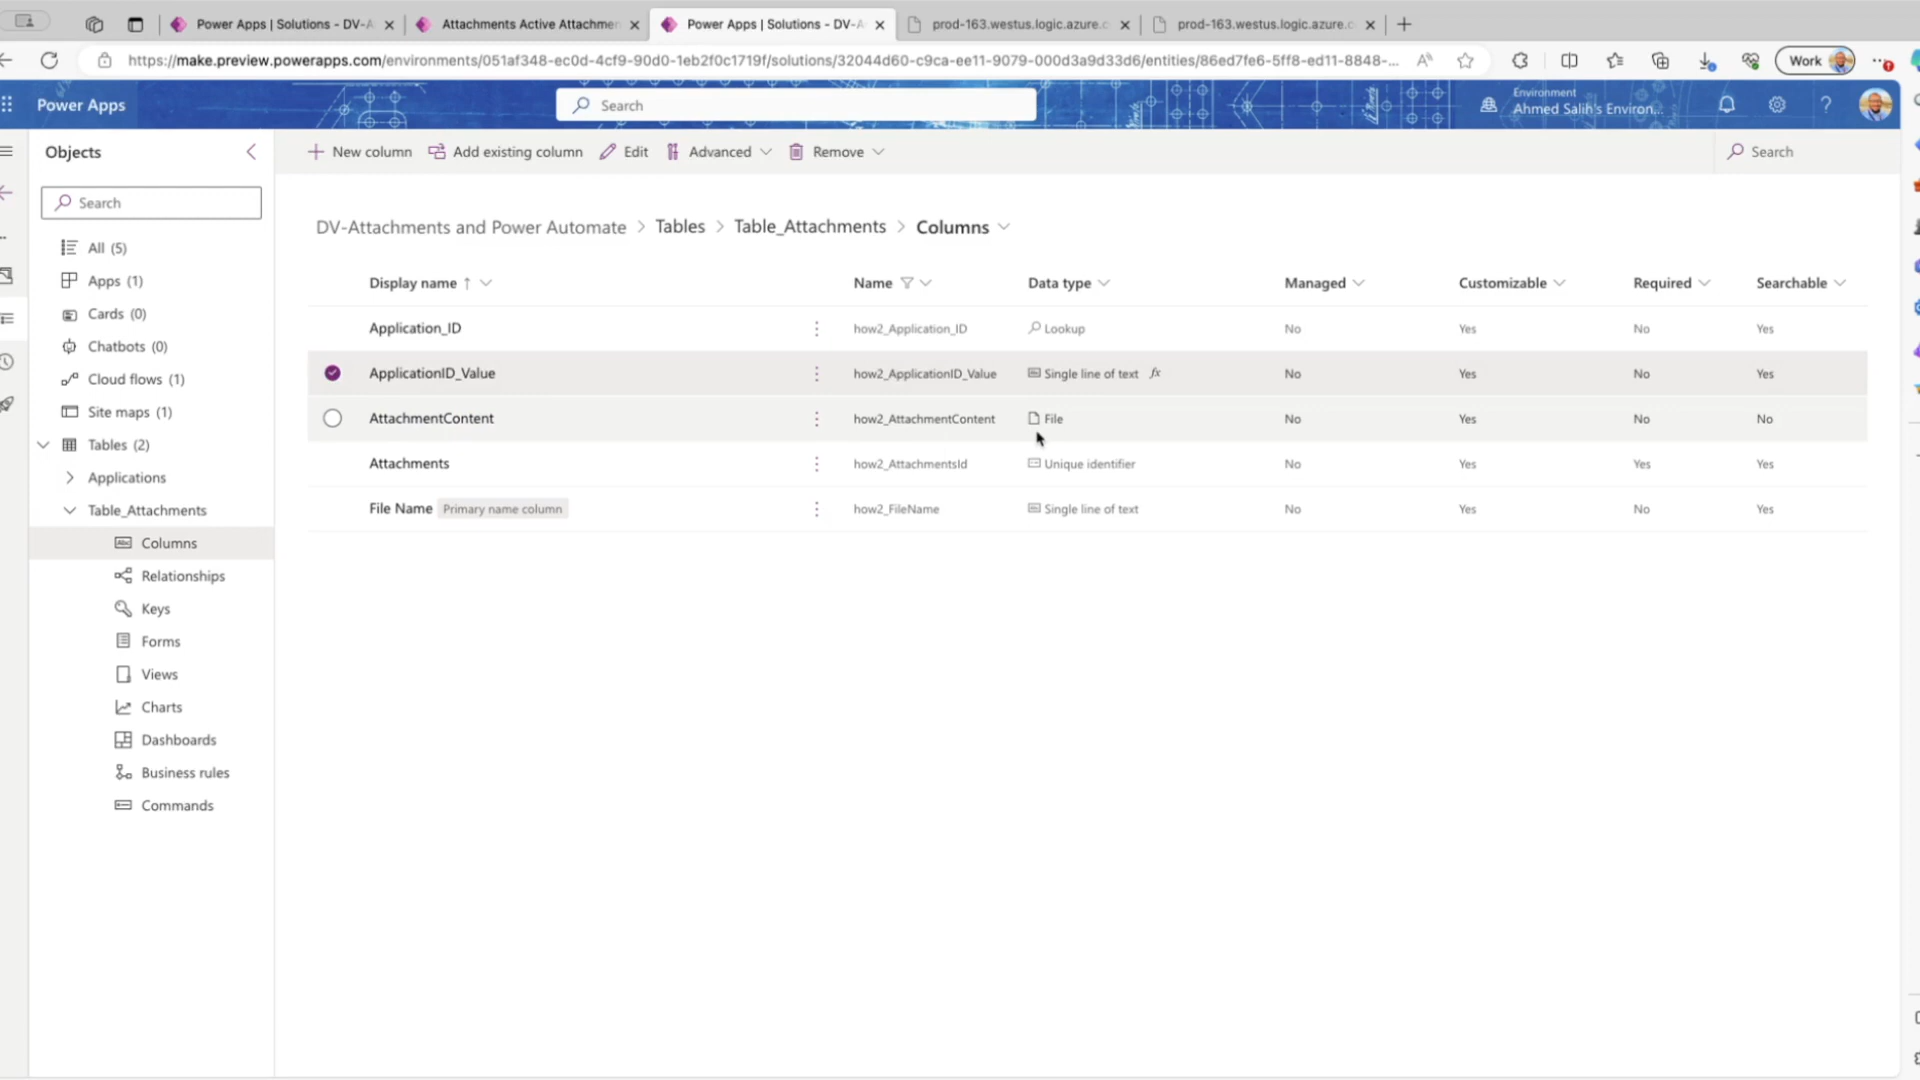 Power Apps | Solutions - DV-A
Attachments Active Attachmen
Power Apps | Solutions - DV-A
prod-163.westus.logic.azure.c
prod-163.westus.logic.azure.c
https://make.preview.powerapps.com/environments/051af348-ec0d-4cf9-90d0-1eb2f0c1719f/solutions/32044d60-c9ca-ee11-9079-000d3a9d33d6/entities/86ed7fe6-5ff8-ed11-8848-...
Work
Power Apps
Search
Environment
Ahmed Salih's Environ...
Objects
New column
Add existing column
Edit
Advanced
Remove
Search
Search
All (5)
Apps (1)
Cards (0)
Chatbots (0)
Cloud flows (1)
Site maps (1)
Tables (2)
Applications
Table_Attachments
Columns
Relationships
Keys
Forms
Views
Charts
Dashboards
Business rules
Commands
DV-Attachments and Power Automate > Tables > Table_Attachments > Columns
Display name ↑ Name Data type Managed Customizable Required Searchable
Application_ID how2_Application_ID Lookup No Yes No Yes
ApplicationID_Value how2_ApplicationID_Value Single line of text fx No Yes No Yes
AttachmentContent how2_AttachmentContent File No Yes No No
Attachments how2_AttachmentsId Unique identifier No Yes Yes Yes
File Name Primary name column how2_FileName Single line of text No Yes No Yes